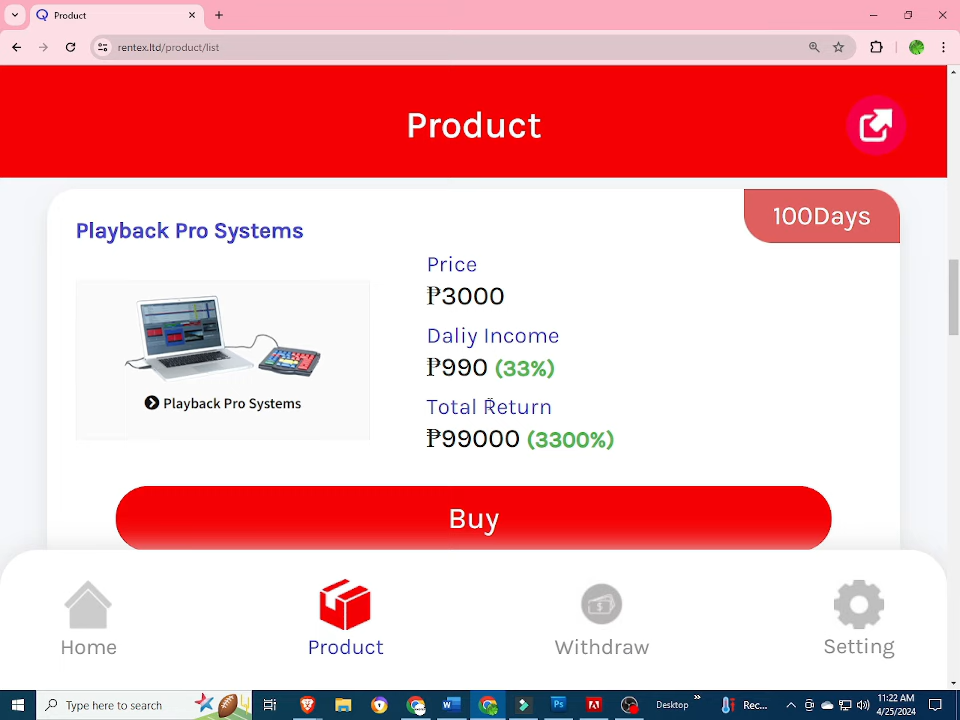 Product
rentex.ltd/product/list
Product
100Days
Playback Pro Systems
Price
₱3000
Daliy Income
₱990 (33%)
Playback Pro Systems
Total Return
₱99000 (3300%)
Buy
Home
Product
Withdraw
Setting
Type here to search
Desktop
Rec...
11:22 AM
4/25/2024